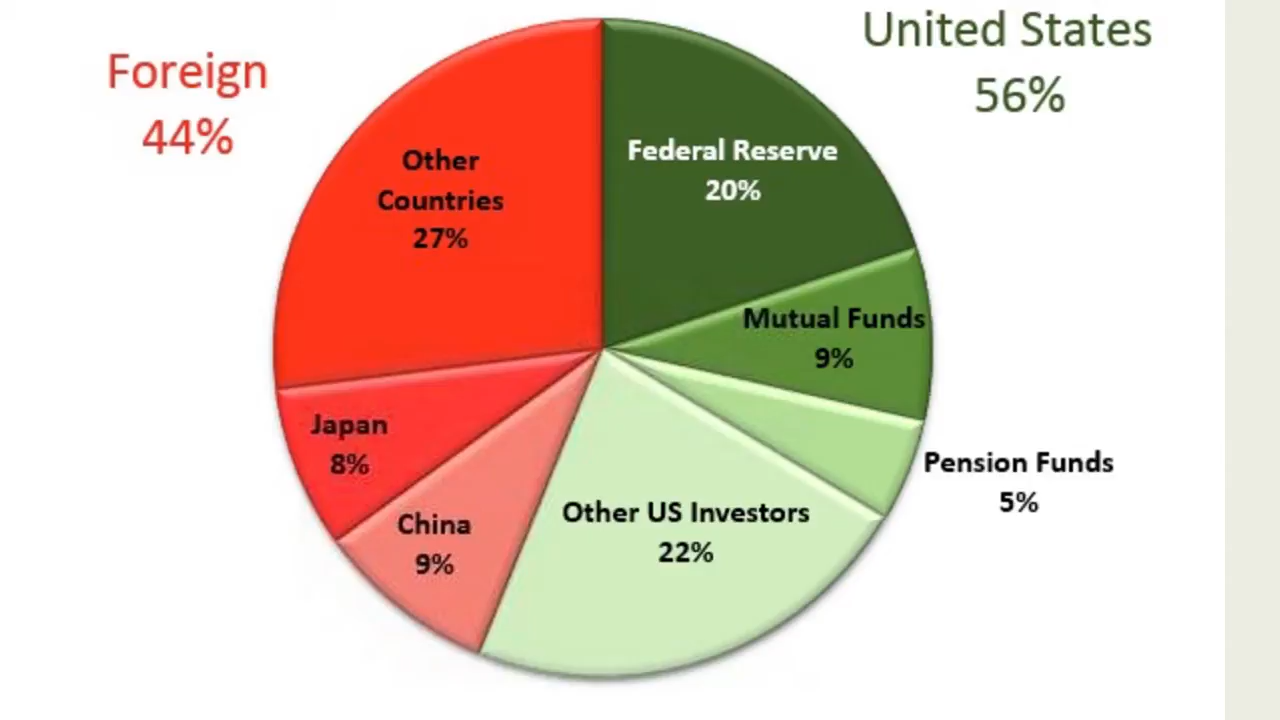 Foreign
44%
United States
56%
Other
Countries
27%
Federal Reserve
20%
Mutual Funds
9%
Japan
8%
Pension Funds
5%
China
9%
Other US Investors
22%